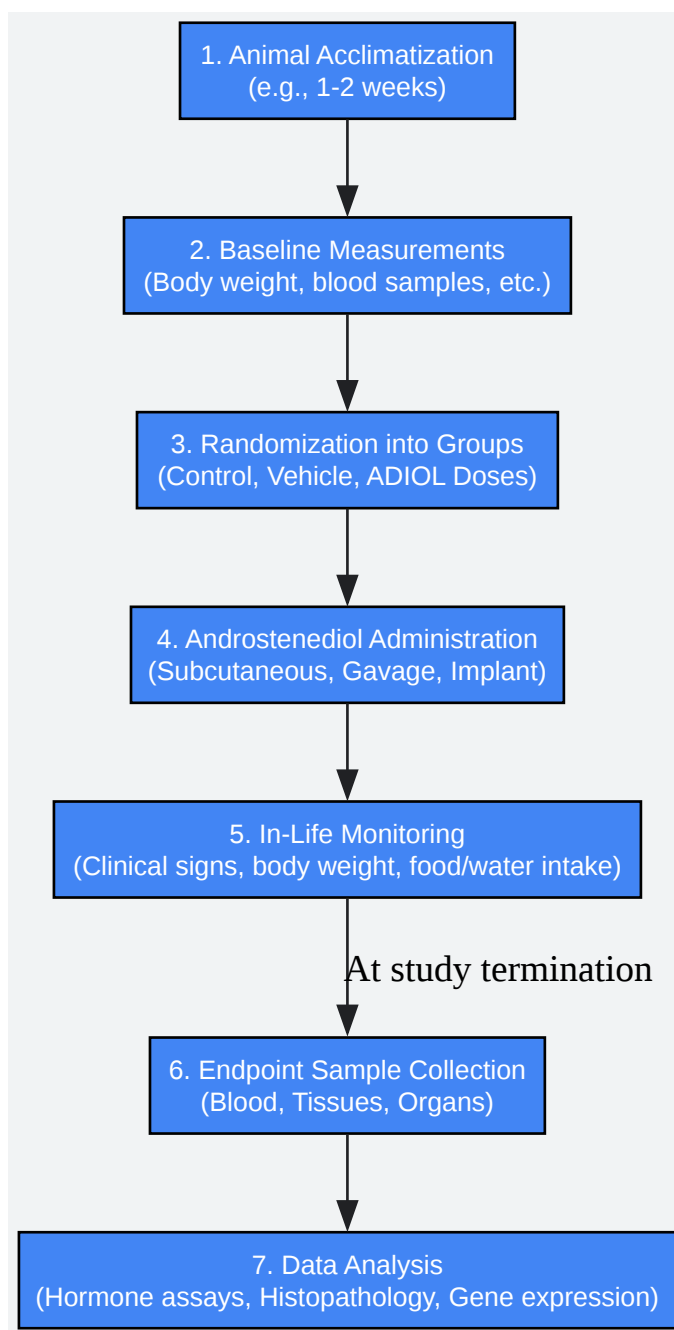 1. Animal Acclimatization
(e.g., 1-2 weeks)
2. Baseline Measurements
(Body weight, blood samples, etc.)
3. Randomization into Groups
(Control, Vehicle, ADIOL Doses)
4. Androstenediol Administration
(Subcutaneous, Gavage, Implant)
5. In-Life Monitoring
(Clinical signs, body weight, food/water intake)
At study termination
6. Endpoint Sample Collection
(Blood, Tissues, Organs)
7. Data Analysis
(Hormone assays, Histopathology, Gene expression)